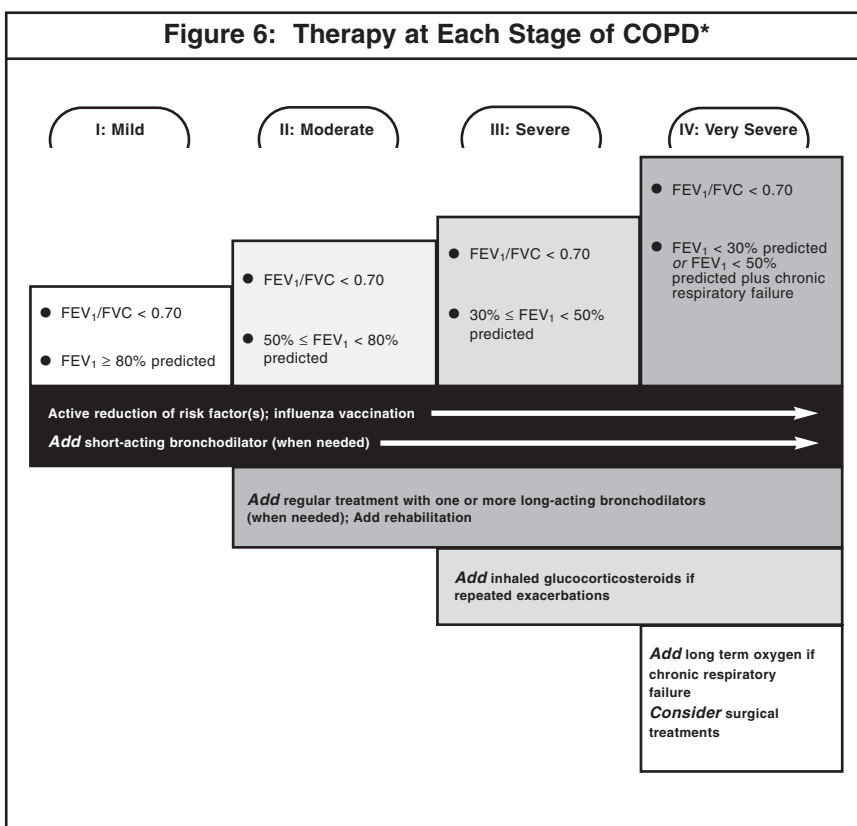 Figure 6: Therapy at Each Stage of COPD*
I: Mild
II: Moderate
III: Severe
IV: Very Severe
● FEV₁/FVC < 0.70
● FEV₁ ≥ 80% predicted
● FEV₁/FVC < 0.70
● 50% ≤ FEV₁ < 80%
predicted
● FEV₁/FVC < 0.70
● 30% ≤ FEV₁ < 50%
predicted
● FEV₁/FVC < 0.70
● FEV₁ < 30% predicted
or FEV₁ < 50%
predicted plus chronic
respiratory failure
Active reduction of risk factor(s); influenza vaccination
Add short-acting bronchodilator (when needed)
Add regular treatment with one or more long-acting bronchodilators
(when needed); Add rehabilitation
Add inhaled glucocorticosteroids if
repeated exacerbations
Add long term oxygen if
chronic respiratory
failure
Consider surgical
treatments